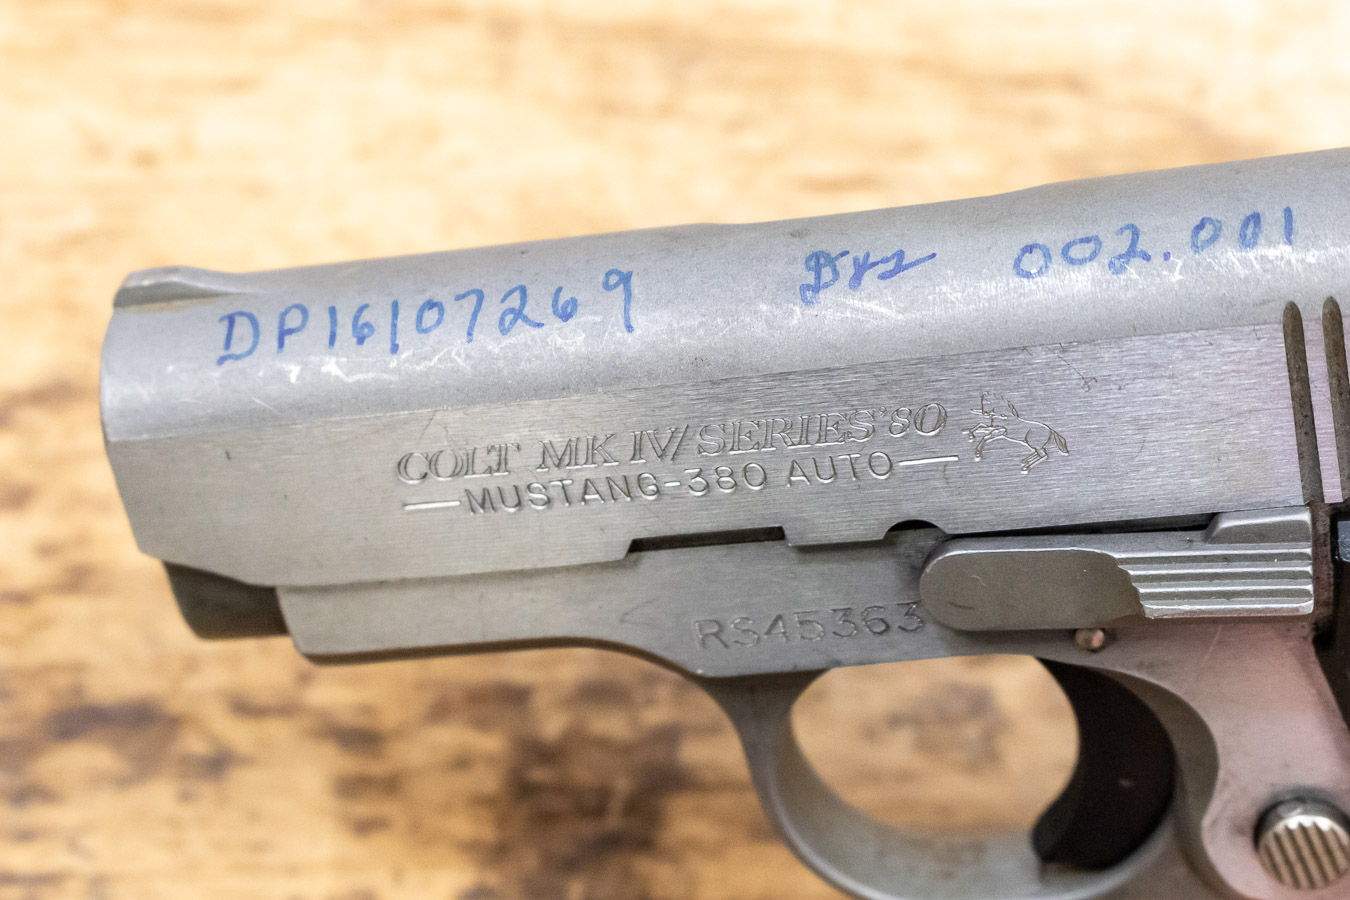 DP16107269 002.001
COLT MK IV/SERIES'80
—MUSTANG-380 AUTO—
RS45363